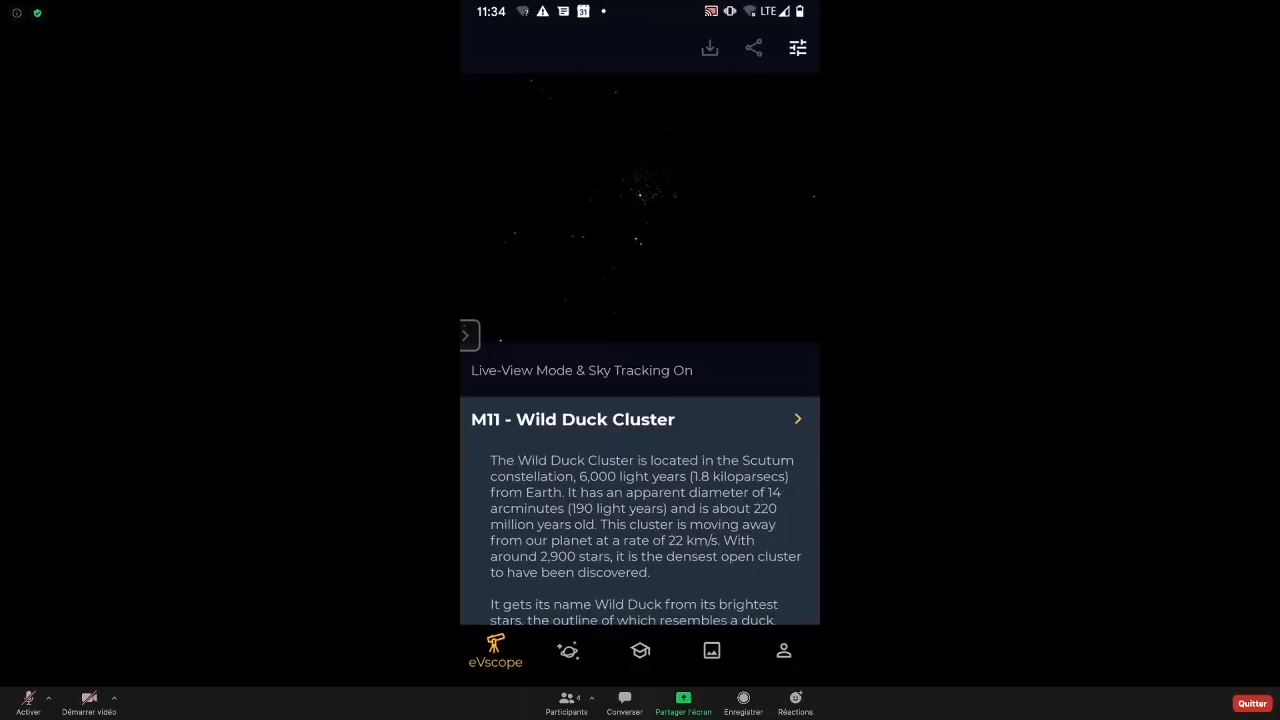 11:34
31
LTE
Live-View Mode & Sky Tracking On
M11 - Wild Duck Cluster
The Wild Duck Cluster is located in the Scutum
constellation, 6,000 light years (1.8 kiloparsecs)
from Earth. It has an apparent diameter of 14
arcminutes (190 light years) and is about 220
million years old. This cluster is moving away
from our planet at a rate of 22 km/s. With
around 2,900 stars, it is the densest open cluster
to have been discovered.
It gets its name Wild Duck from its brightest
stars, the outline of which resembles a duck.
eVscope
Activer
Démarrer vidéo
4
Participants
Converser
Partager l'écran
Enregistrer
Réactions
Quitter